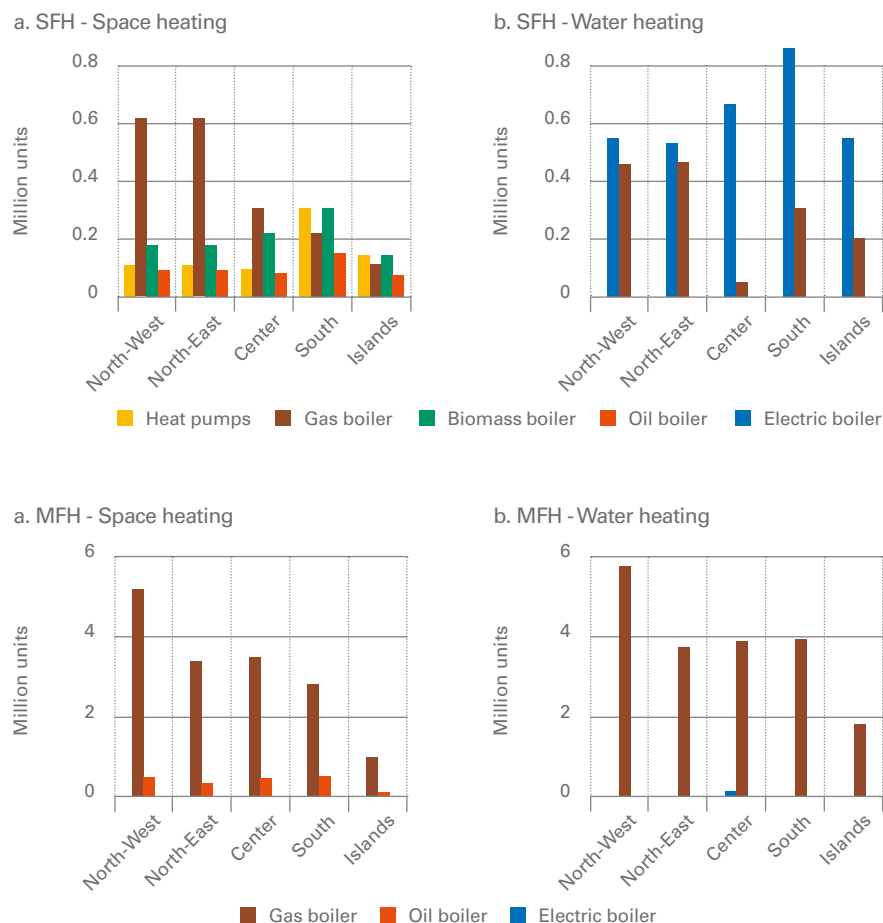 a. SFH - Space heating
0.8
0.6
0.4
0.2
0
Million units
North-West
North-East
Center
South
Islands
b. SFH - Water heating
0.8
0.6
0.4
0.2
0
Million units
North-West
North-East
Center
South
Islands
Heat pumps Gas boiler Biomass boiler Oil boiler Electric boiler
a. MFH - Space heating
6
4
2
0
Million units
North-West
North-East
Center
South
Islands
b. MFH - Water heating
6
4
2
0
Million units
North-West
North-East
Center
South
Islands
Gas boiler Oil boiler Electric boiler